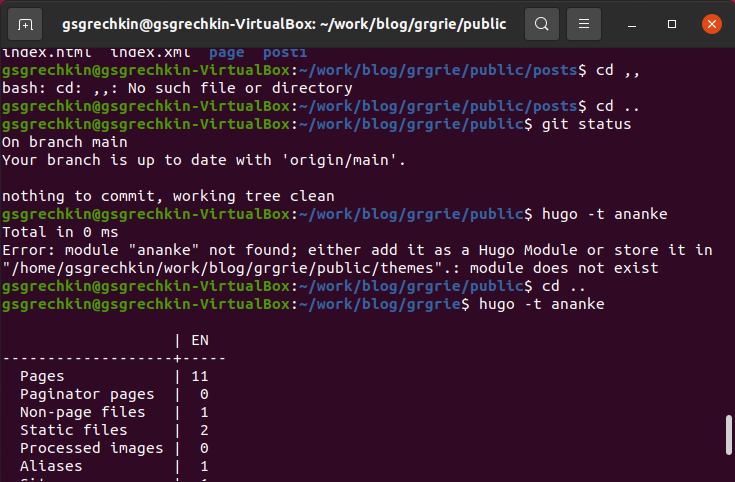 gsgrechkin@gsgrechkin-VirtualBox: ~/work/blog/grgrie/public
index.html  index.xml  page  post1
gsgrechkin@gsgrechkin-VirtualBox:~/work/blog/grgrie/public/posts$ cd ,,
bash: cd: ,,: No such file or directory
gsgrechkin@gsgrechkin-VirtualBox:~/work/blog/grgrie/public/posts$ cd ..
gsgrechkin@gsgrechkin-VirtualBox:~/work/blog/grgrie/public$ git status
On branch main
Your branch is up to date with 'origin/main'.
nothing to commit, working tree clean
gsgrechkin@gsgrechkin-VirtualBox:~/work/blog/grgrie/public$ hugo -t ananke
Total in 0 ms
Error: module "ananke" not found; either add it as a Hugo Module or store it in
"/home/gsgrechkin/work/blog/grgrie/public/themes".: module does not exist
gsgrechkin@gsgrechkin-VirtualBox:~/work/blog/grgrie/public$ cd ..
gsgrechkin@gsgrechkin-VirtualBox:~/work/blog/grgrie$ hugo -t ananke
                   | EN
-------------------+-----
  Pages            | 11
  Paginator pages  |  0
  Non-page files   |  1
  Static files     |  2
  Processed images |  0
  Aliases          |  1